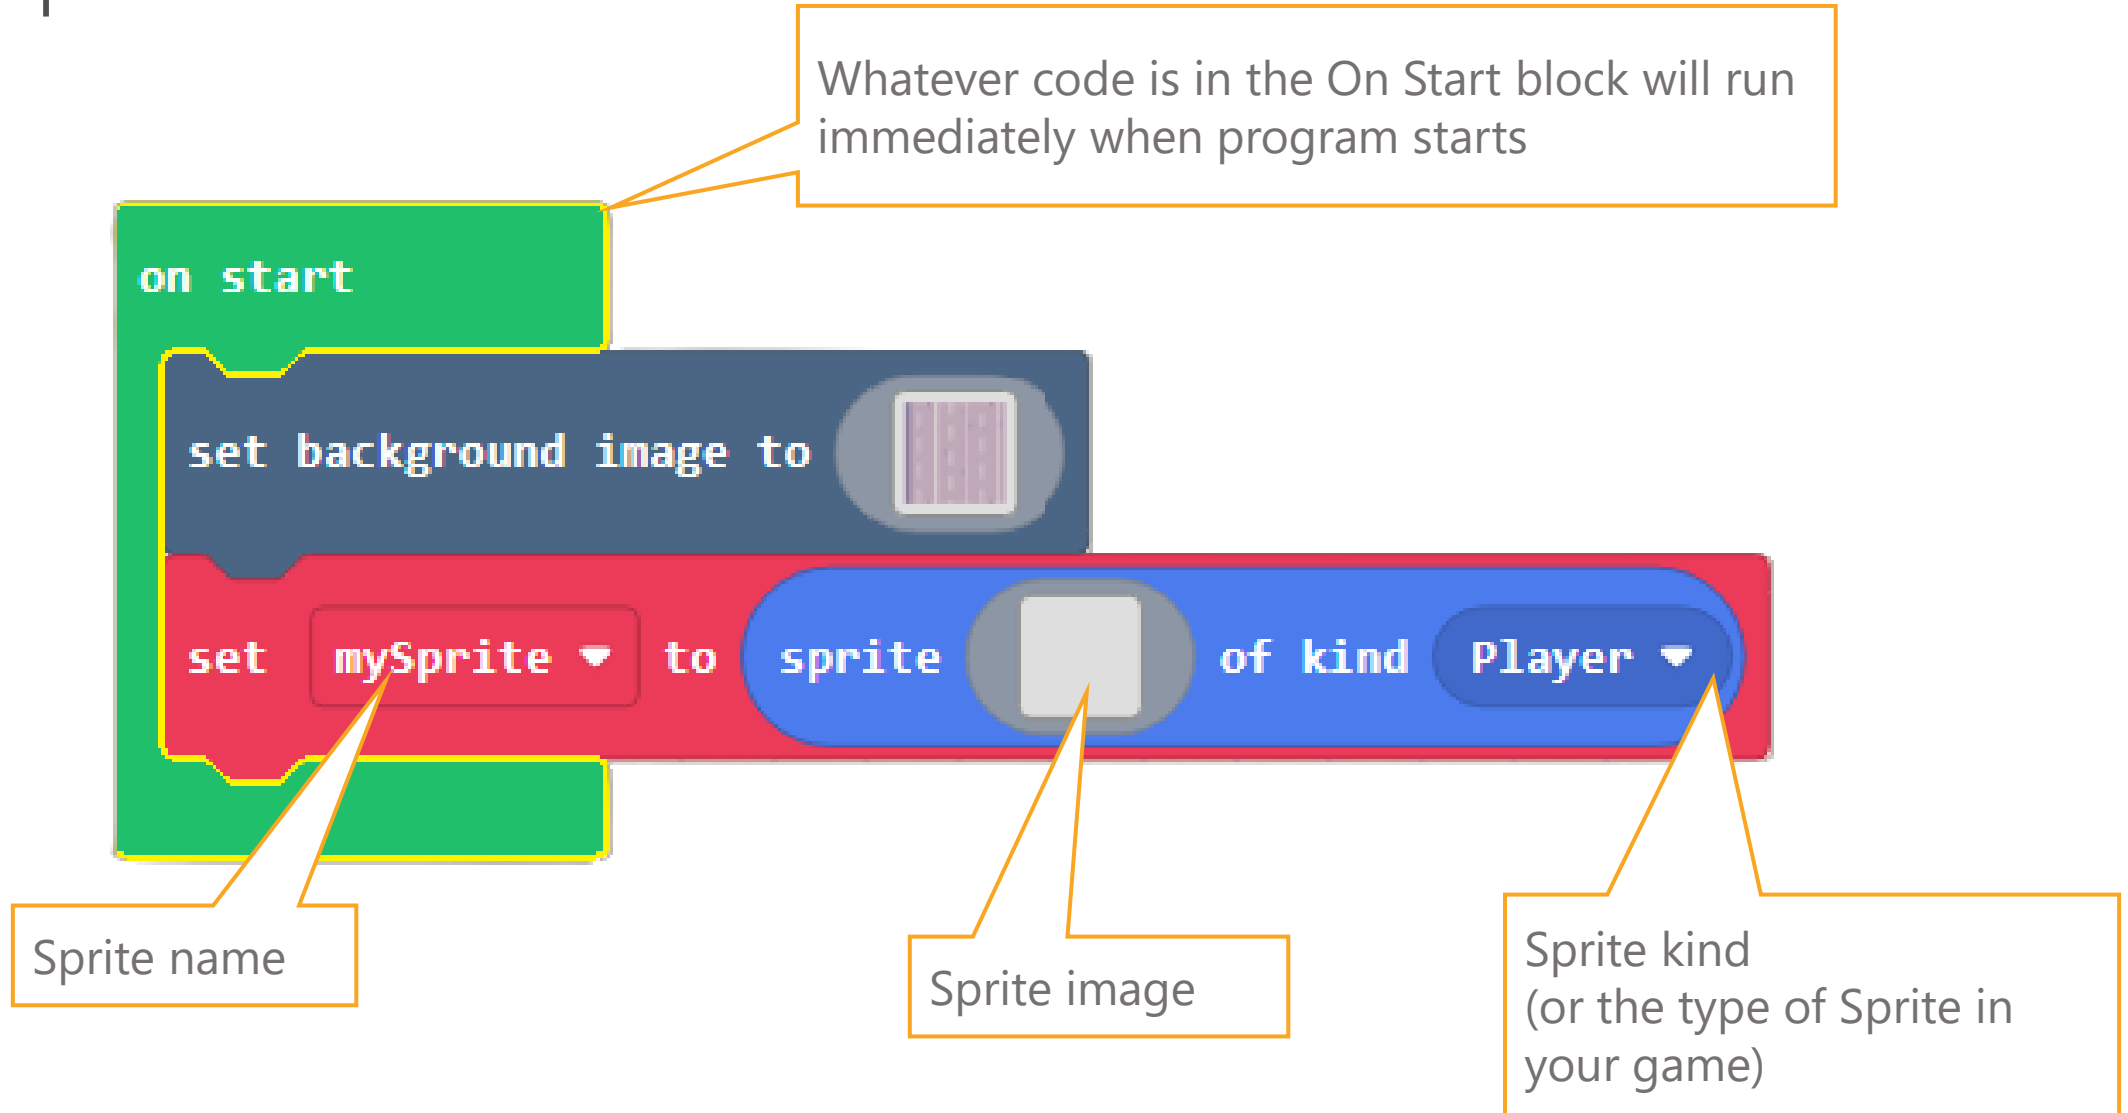 Whatever code is in the On Start block will run
immediately when program starts
on start
set background image to
set mySprite to sprite of kind Player
Sprite name
Sprite image
Sprite kind
(or the type of Sprite in
your game)